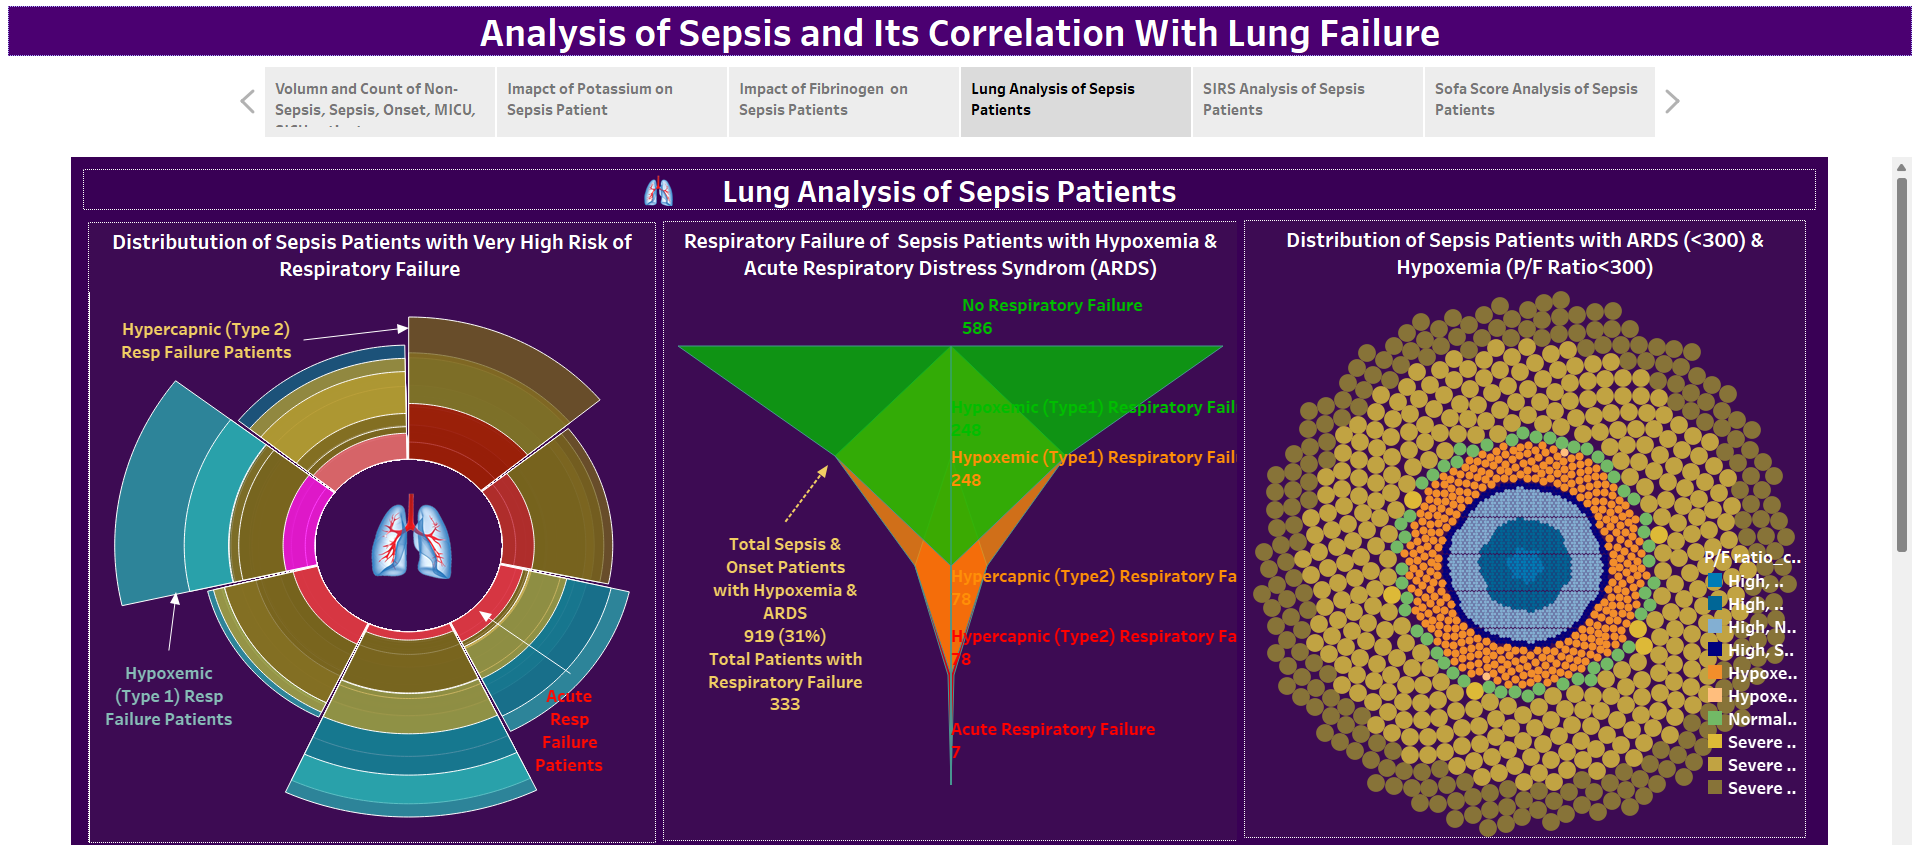 Analysis of Sepsis and Its Correlation With Lung Failure
Volumn and Count of Non-
Sepsis, Sepsis, Onset, MICU,
Imapct of Potassium on
Sepsis Patient
Impact of Fibrinogen on
Sepsis Patients
Lung Analysis of Sepsis
Patients
SIRS Analysis of Sepsis
Patients
Sofa Score Analysis of Sepsis
Patients
Lung Analysis of Sepsis Patients
Distributution of Sepsis Patients with Very High Risk of
Respiratory Failure
Hypercapnic (Type 2)
Resp Failure Patients
Hypoxemic
(Type 1) Resp
Failure Patients
Acute
Resp
Failure
Patients
Respiratory Failure of Sepsis Patients with Hypoxemia &
Acute Respiratory Distress Syndrom (ARDS)
No Respiratory Failure
586
Hypoxemic (Type1) Respiratory Fail
248
Hypoxemic (Type1) Respiratory Fail
248
Hypercapnic (Type2) Respiratory Fa
78
Hypercapnic (Type2) Respiratory Fa
78
Acute Respiratory Failure
7
Total Sepsis &
Onset Patients
with Hypoxemia &
ARDS
919 (31%)
Total Patients with
Respiratory Failure
333
Distribution of Sepsis Patients with ARDS (<300) &
Hypoxemia (P/F Ratio<300)
P/F ratio_c..
High, ..
High, ..
High, N..
High, S..
Hypoxe..
Hypoxe..
Normal..
Severe ..
Severe ..
Severe ..